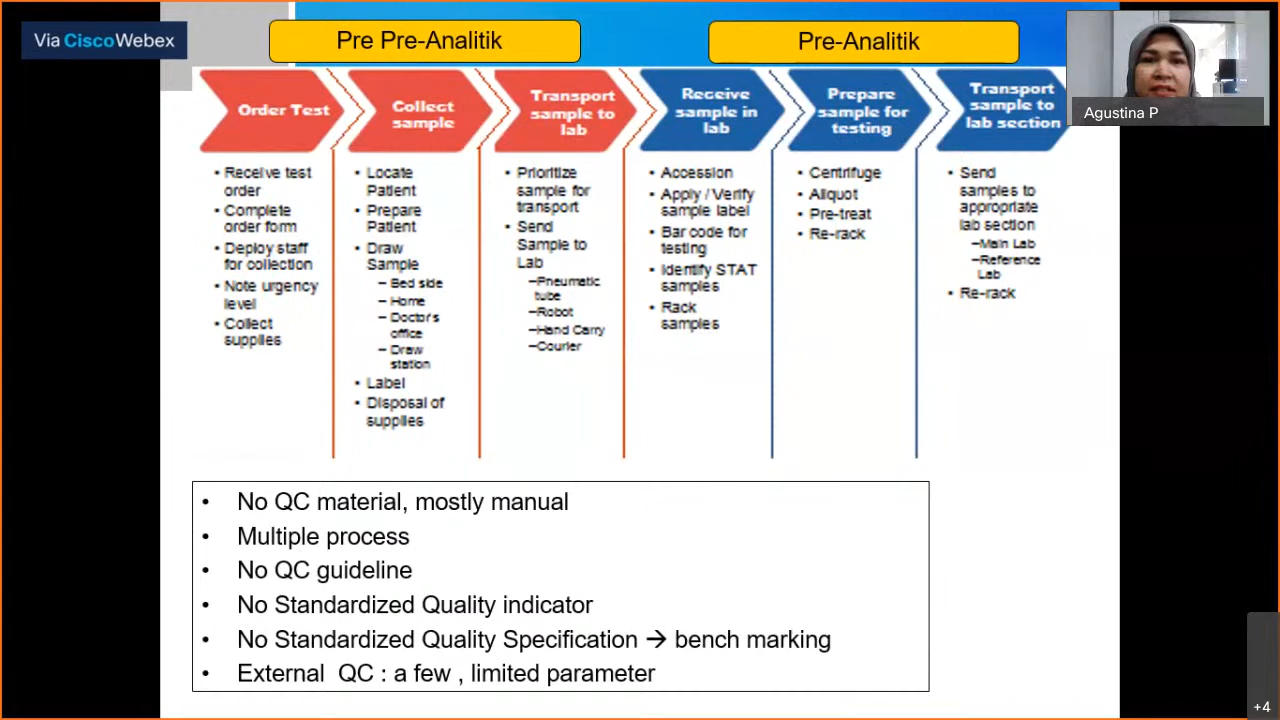 Via CiscoWebex
Pre Pre-Analitik
Pre-Analitik
Agustina P
Order Test
Collect
sample
Transport
sample to
lab
Receive
sample in
lab
Prepare
sample for
testing
Transport
sample to
lab section
• Receive test
order
• Complete
order form
• Deploy staff
for collection
• Note urgency
level
• Collect
supplies
• Locate
Patient
• Prepare
Patient
• Draw
Sample
– Bed side
– Home
– Doctor's
office
– Draw
station
• Label
• Disposal of
supplies
• Prioritize
sample for
transport
• Send
Sample to
Lab
–Pneumatic
tube
–Robot
–Hand Carry
–Courier
• Accession
• Apply / Verify
sample label
• Bar code for
testing
• Identify STAT
samples
• Rack
samples
• Centrifuge
• Aliquot
• Pre-treat
• Re-rack
• Send
samples to
appropriate
lab section
–Main Lab
–Reference
Lab
• Re-rack
• No QC material, mostly manual
• Multiple process
• No QC guideline
• No Standardized Quality indicator
• No Standardized Quality Specification → bench marking
• External QC : a few , limited parameter
+4